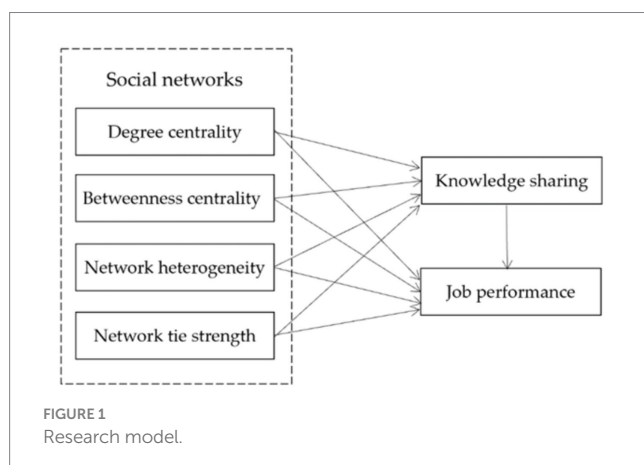 Social networks
Degree centrality
Betweenness centrality
Network heterogeneity
Network tie strength
Knowledge sharing
Job performance
FIGURE 1
Research model.